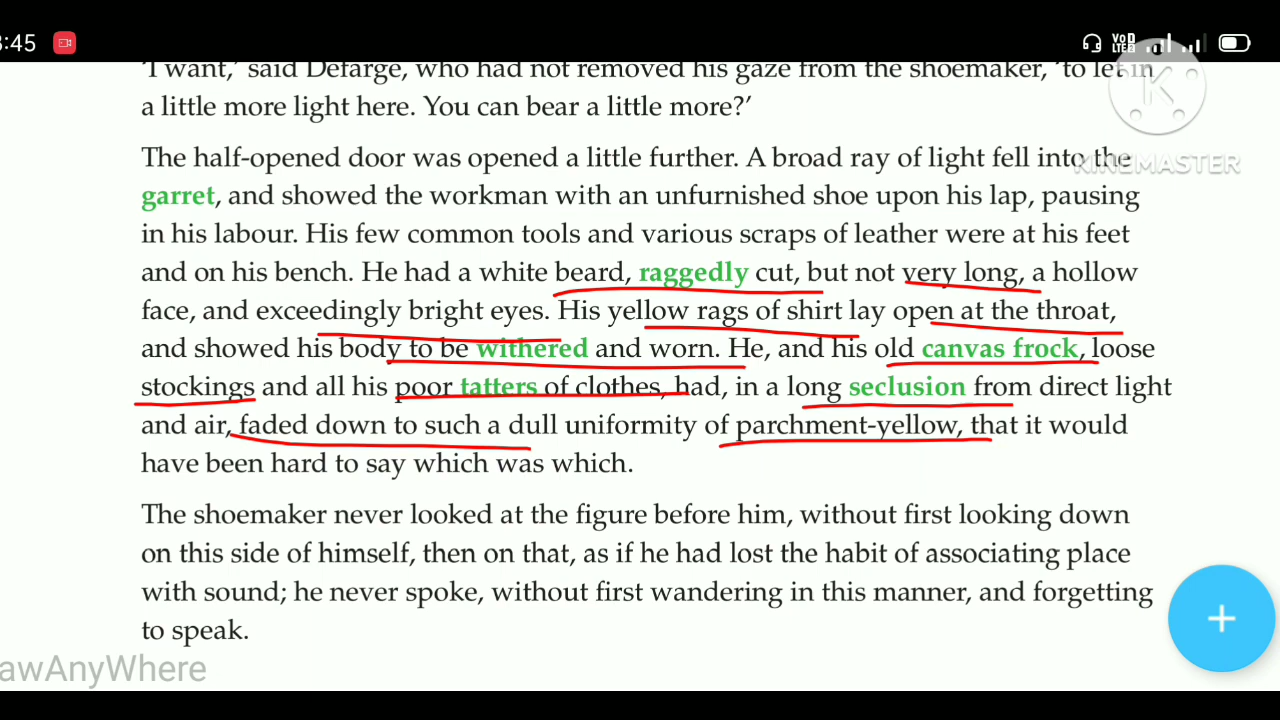 :45
VoD
LTE
'I want,' said Defarge, who had not removed his gaze from the shoemaker, 'to let in
a little more light here. You can bear a little more?'
K
KINEMASTER
The half-opened door was opened a little further. A broad ray of light fell into the
garret, and showed the workman with an unfurnished shoe upon his lap, pausing
in his labour. His few common tools and various scraps of leather were at his feet
and on his bench. He had a white beard, raggedly cut, but not very long, a hollow
face, and exceedingly bright eyes. His yellow rags of shirt lay open at the throat,
and showed his body to be withered and worn. He, and his old canvas frock, loose
stockings and all his poor tatters of clothes, had, in a long seclusion from direct light
and air, faded down to such a dull uniformity of parchment-yellow, that it would
have been hard to say which was which.
The shoemaker never looked at the figure before him, without first looking down
on this side of himself, then on that, as if he had lost the habit of associating place
with sound; he never spoke, without first wandering in this manner, and forgetting
to speak.
+
awAnyWhere